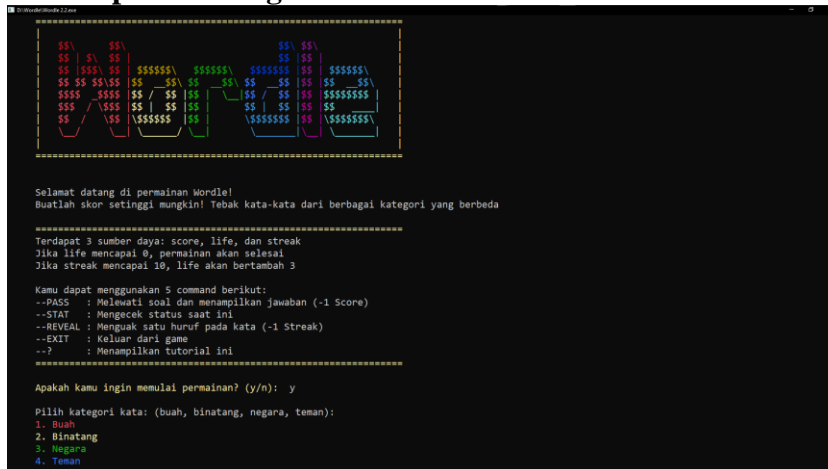 D:\Wordle\Wordle 2.2.exe
Wordle
Selamat datang di permainan Wordle!
Buatlah skor setinggi mungkin! Tebak kata-kata dari berbagai kategori yang berbeda
Terdapat 3 sumber daya: score, life, dan streak
Jika life mencapai 0, permainan akan selesai
Jika streak mencapai 10, life akan bertambah 3
Kamu dapat menggunakan 5 command berikut:
--PASS : Melewati soal dan menampilkan jawaban (-1 Score)
--STAT : Mengecek status saat ini
--REVEAL : Menguak satu huruf pada kata (-1 Streak)
--EXIT : Keluar dari game
--? : Menampilkan tutorial ini
Apakah kamu ingin memulai permainan? (y/n): y
Pilih kategori kata: (buah, binatang, negara, teman):
1. Buah
2. Binatang
3. Negara
4. Teman